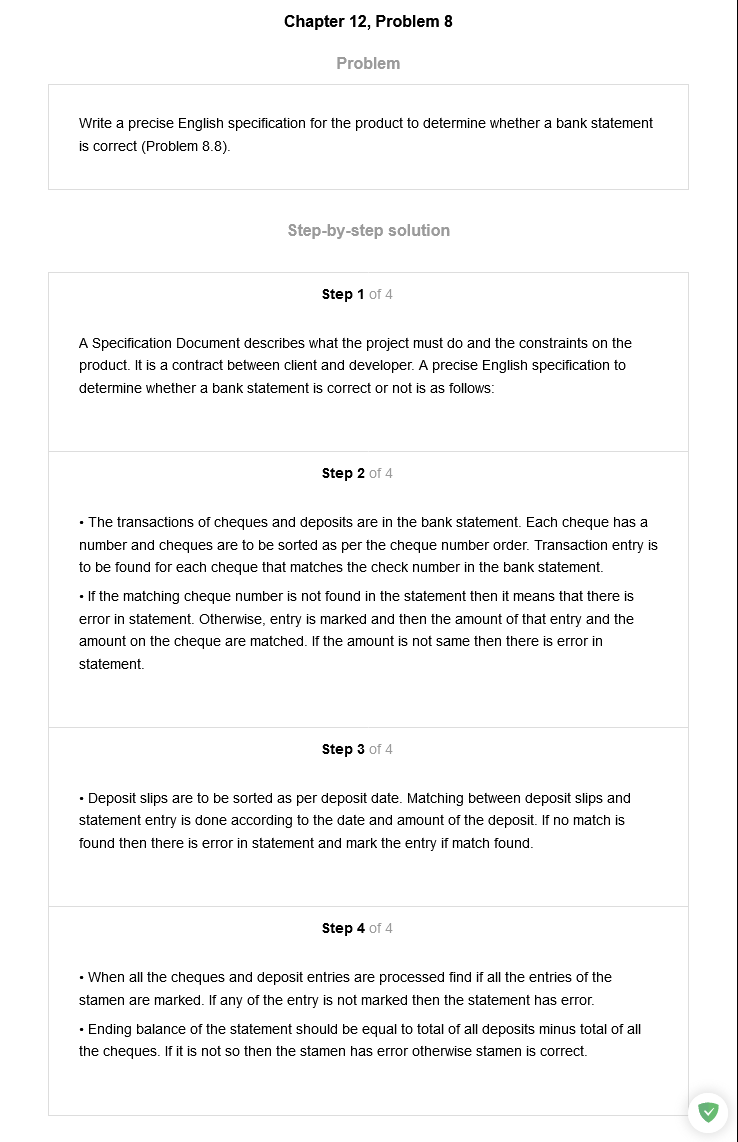 Chapter 12, Problem 8
Problem
Write a precise English specification for the product to determine whether a bank statement
is correct (Problem 8.8).
Step-by-step solution
Step 1 of 4
A Specification Document describes what the project must do and the constraints on the
product. It is a contract between client and developer. A precise English specification to
determine whether a bank statement is correct or not is as follows:
Step 2 of 4
• The transactions of cheques and deposits are in the bank statement. Each cheque has a
number and cheques are to be sorted as per the cheque number order. Transaction entry is
to be found for each cheque that matches the check number in the bank statement.
• If the matching cheque number is not found in the statement then it means that there is
error in statement. Otherwise, entry is marked and then the amount of that entry and the
amount on the cheque are matched. If the amount is not same then there is error in
statement.
Step 3 of 4
• Deposit slips are to be sorted as per deposit date. Matching between deposit slips and
statement entry is done according to the date and amount of the deposit. If no match is
found then there is error in statement and mark the entry if match found.
Step 4 of 4
• When all the cheques and deposit entries are processed find if all the entries of the
stamen are marked. If any of the entry is not marked then the statement has error.
• Ending balance of the statement should be equal to total of all deposits minus total of all
the cheques. If it is not so then the stamen has error otherwise stamen is correct.